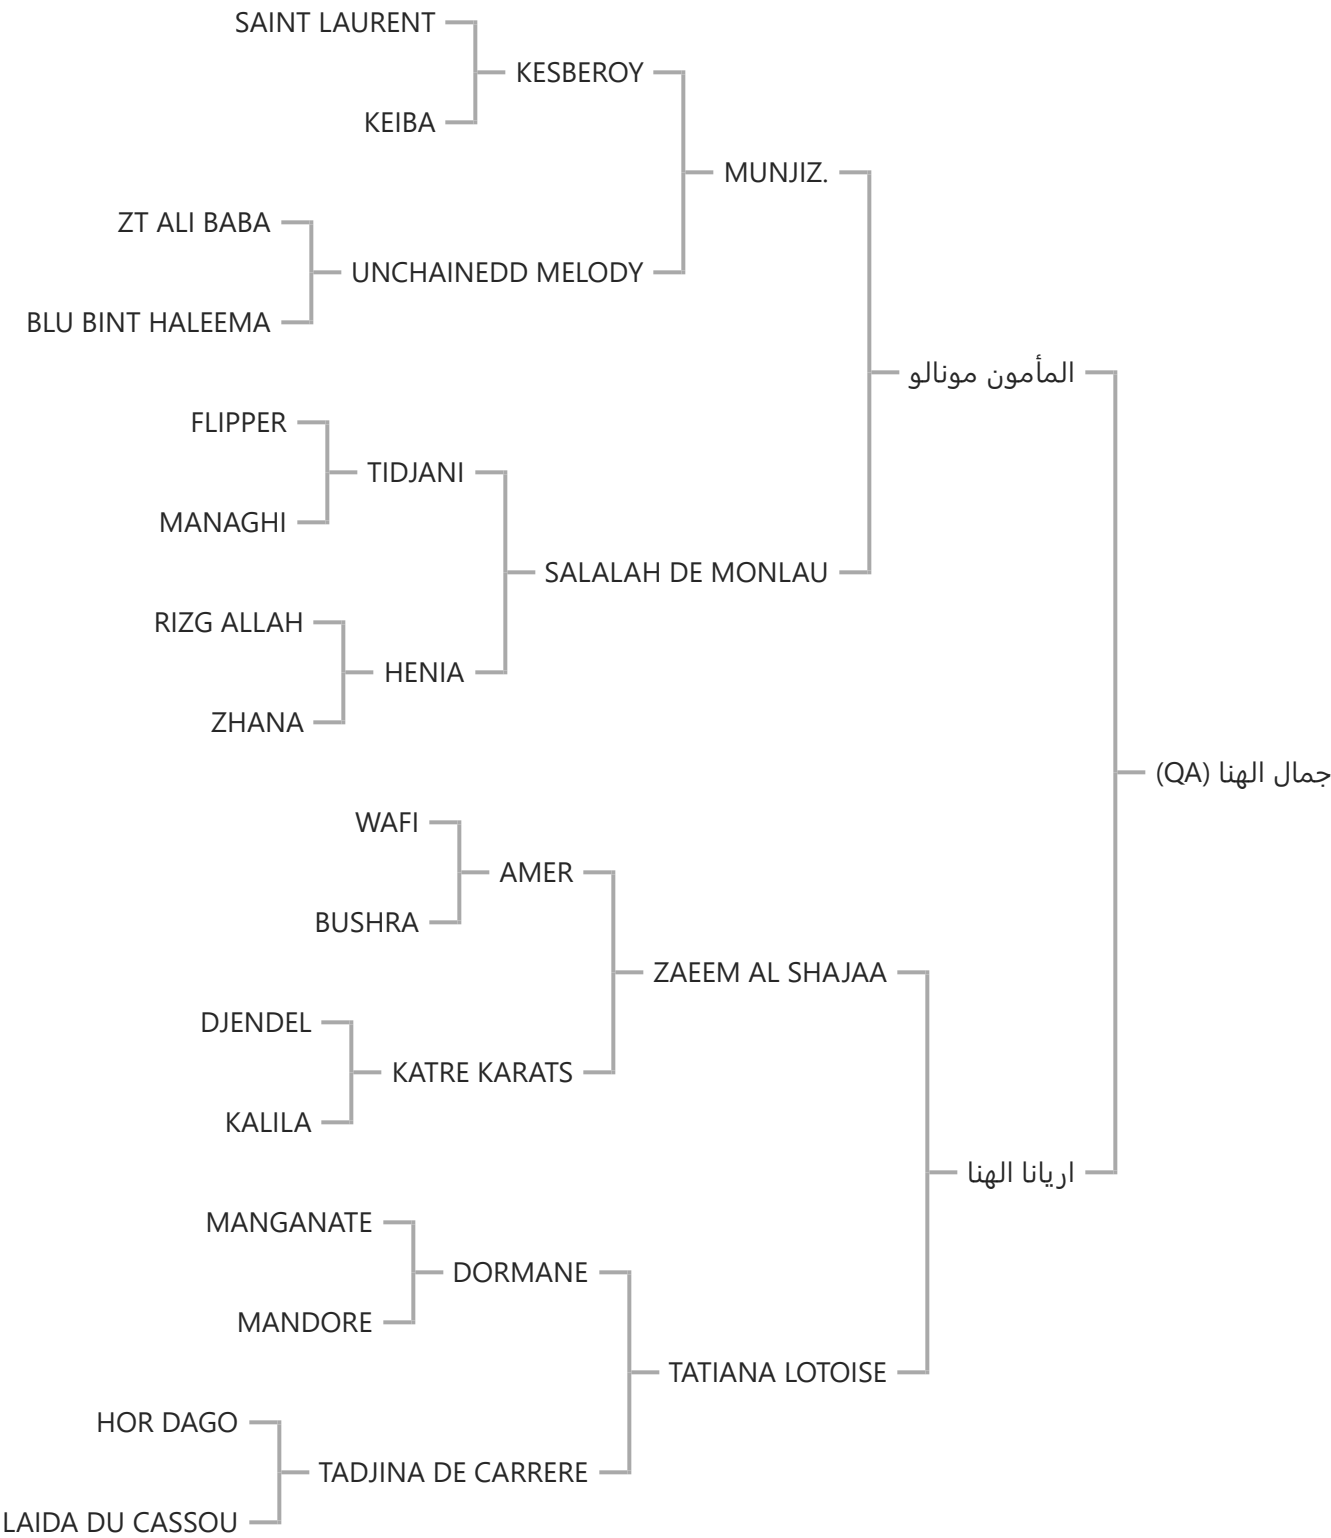 SAINT LAURENT
KESBEROY
KEIBA
MUNJIZ.
ZT ALI BABA
UNCHAINEDD MELODY
BLU BINT HALEEMA
المأمون مونالو
FLIPPER
TIDJANI
MANAGHI
SALALAH DE MONLAU
RIZG ALLAH
HENIA
ZHANA
جمال الهنا (QA)
WAFI
AMER
BUSHRA
ZAEEM AL SHAJAA
DJENDEL
KATRE KARATS
KALILA
اريانا الهنا
MANGANATE
DORMANE
MANDORE
TATIANA LOTOISE
HOR DAGO
TADJINA DE CARRERE
LAIDA DU CASSOU